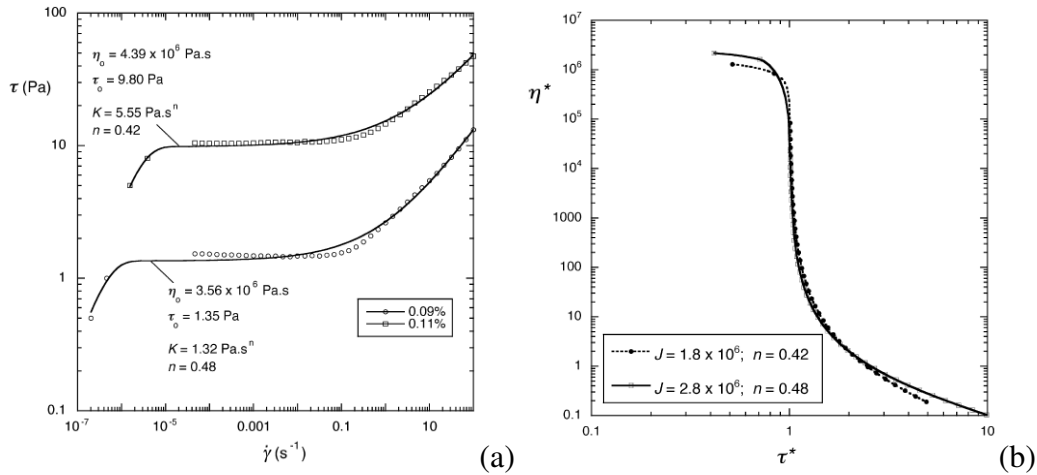 100
10
1
0.1
τ (Pa)
η₀ = 4.39 x 10⁶ Pa.s
τ₀ = 9.80 Pa
K = 5.55 Pa.sⁿ
n = 0.42
η₀ = 3.56 x 10⁶ Pa.s
τ₀ = 1.35 Pa
K = 1.32 Pa.sⁿ
n = 0.48
0.09%
0.11%
10⁻⁷ 10⁻⁵ 0.001 0.1 10
γ̇ (s⁻¹)
(a)
10⁷
10⁶
10⁵
10⁴
1000
100
10
1
0.1
η*
J = 1.8 x 10⁶; n = 0.42
J = 2.8 x 10⁶; n = 0.48
0.1 1 10
τ*
(b)